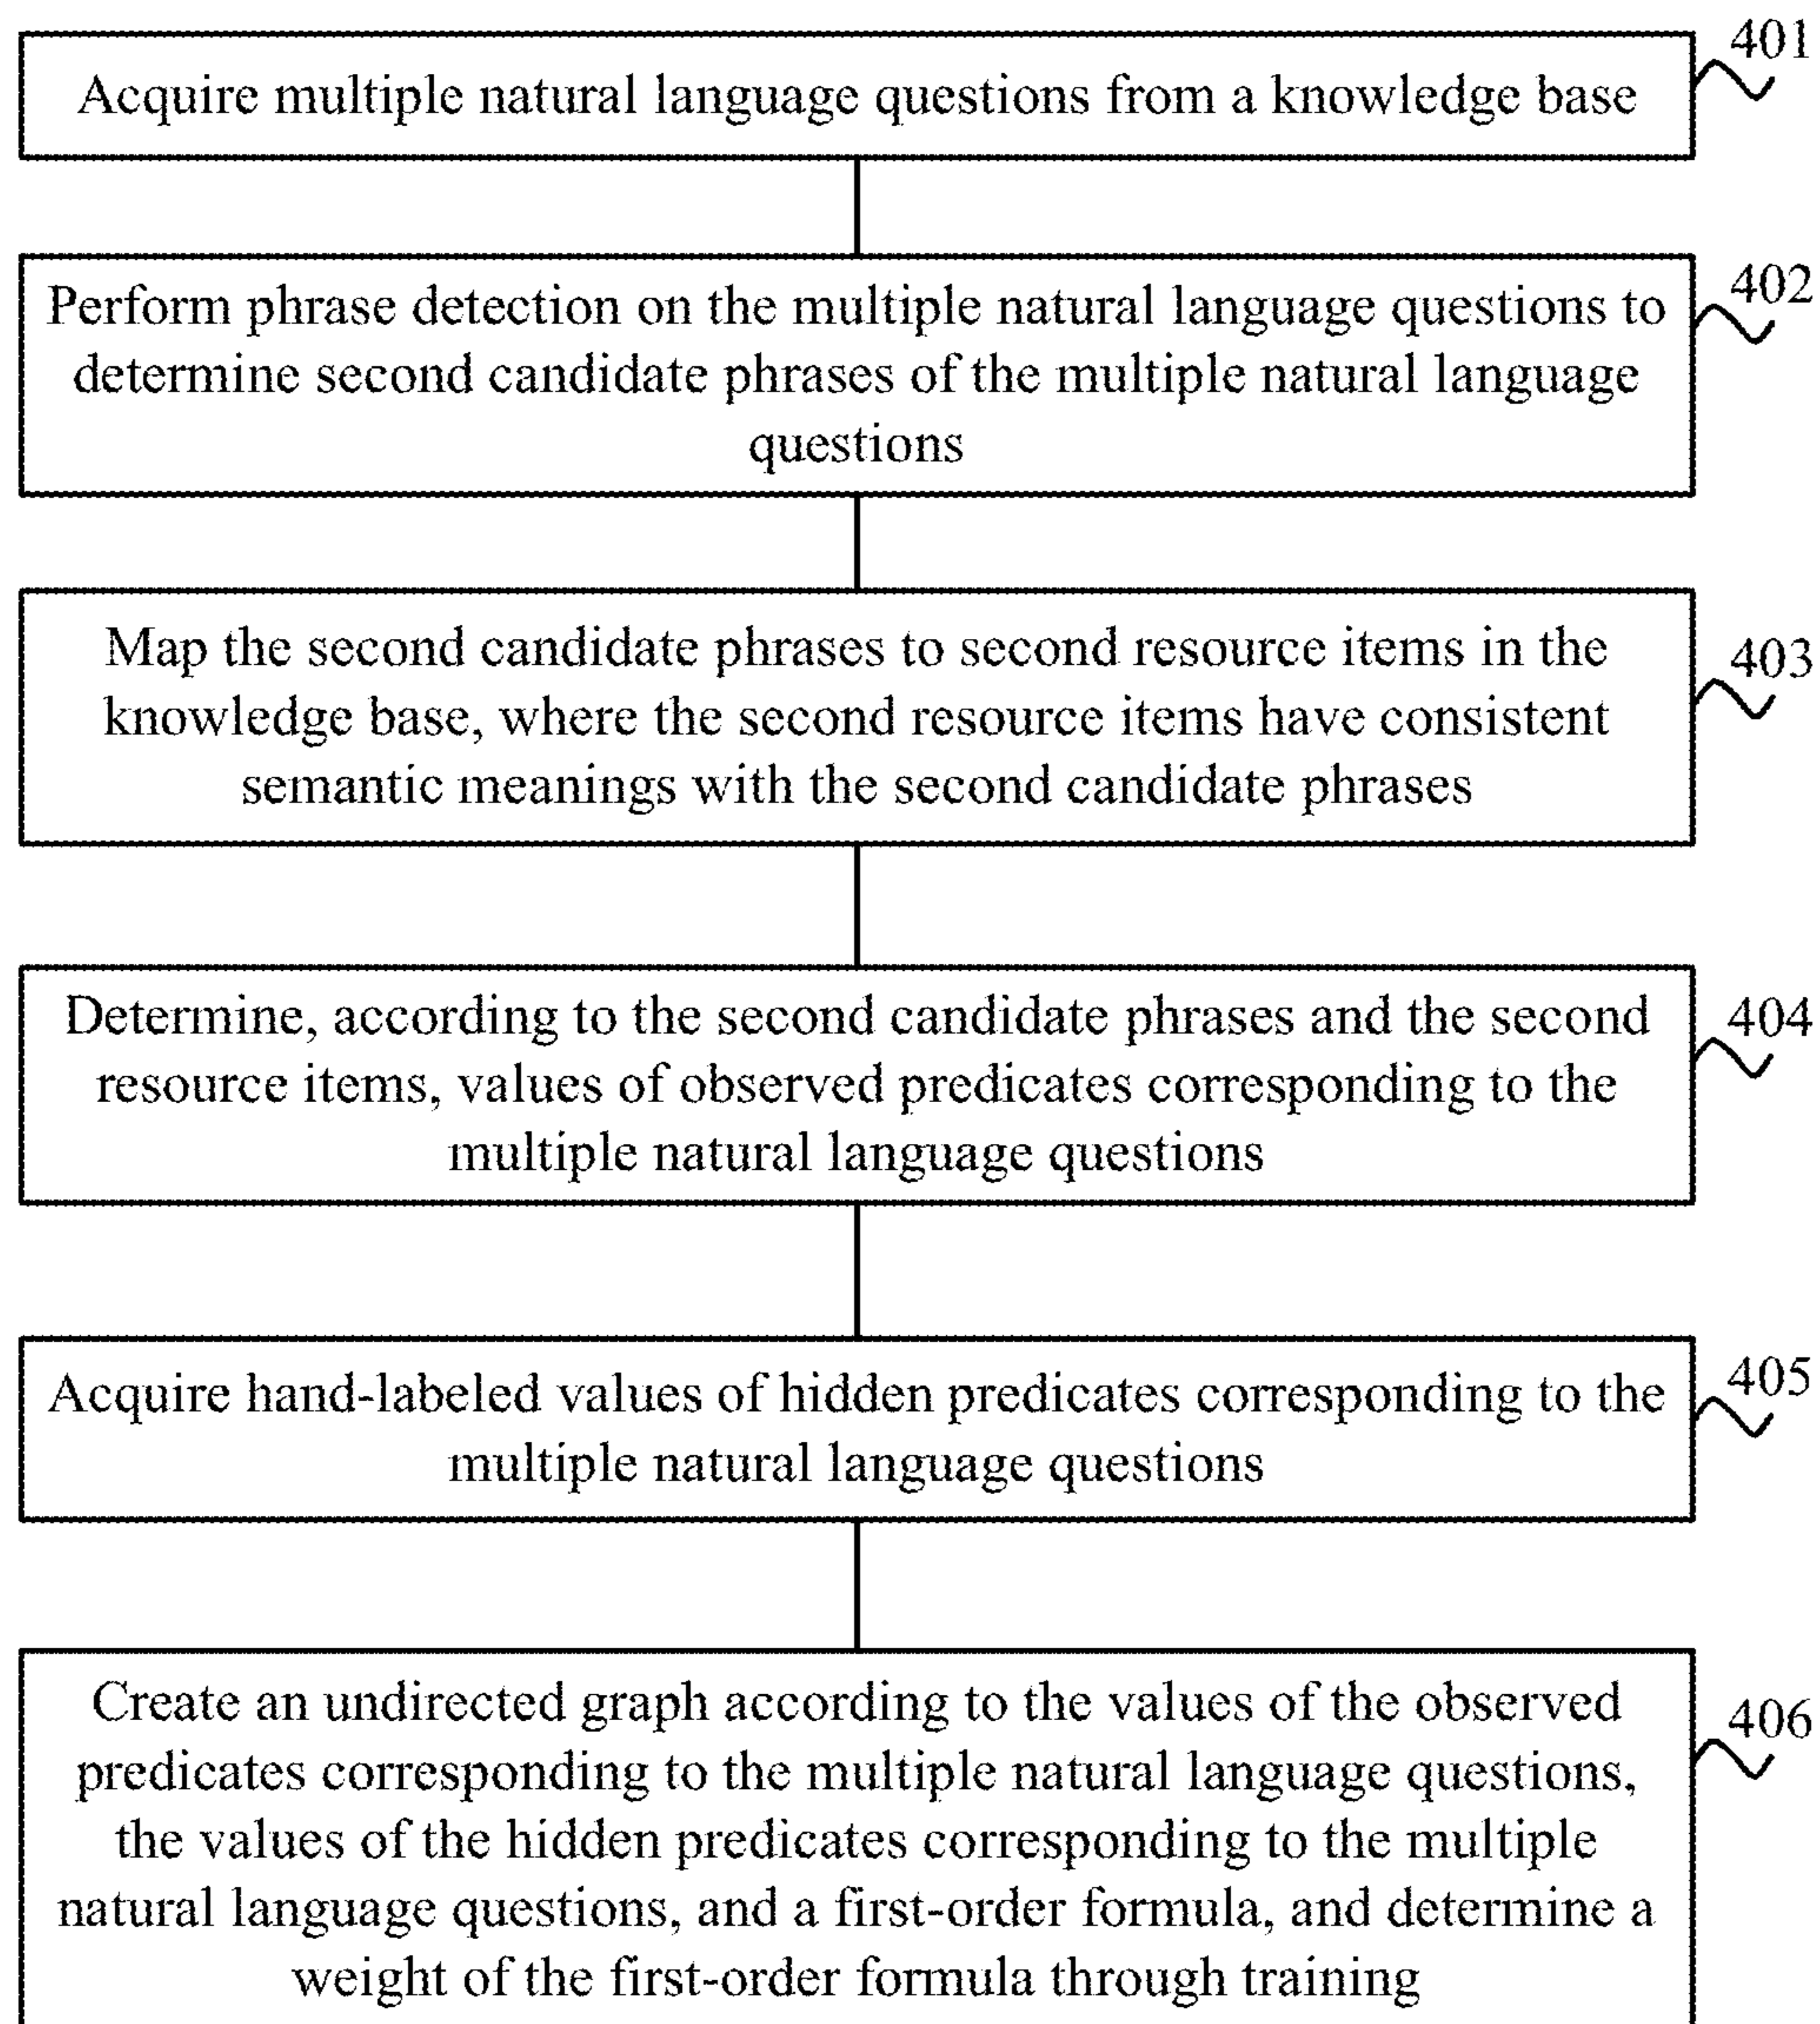 401
Acquire multiple natural language questions from a knowledge base
402
Perform phrase detection on the multiple natural language questions to
determine second candidate phrases of the multiple natural language
questions
403
Map the second candidate phrases to second resource items in the
knowledge base, where the second resource items have consistent
semantic meanings with the second candidate phrases
404
Determine, according to the second candidate phrases and the second
resource items, values of observed predicates corresponding to the
multiple natural language questions
405
Acquire hand-labeled values of hidden predicates corresponding to the
multiple natural language questions
406
Create an undirected graph according to the values of the observed
predicates corresponding to the multiple natural language questions,
the values of the hidden predicates corresponding to the multiple
natural language questions, and a first-order formula, and determine a
weight of the first-order formula through training